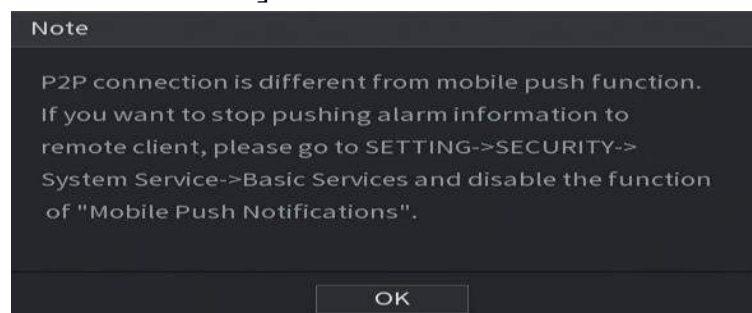 Note
P2P connection is different from mobile push function.
If you want to stop pushing alarm information to
remote client, please go to SETTING->SECURITY->
System Service->Basic Services and disable the function
of "Mobile Push Notifications".
OK